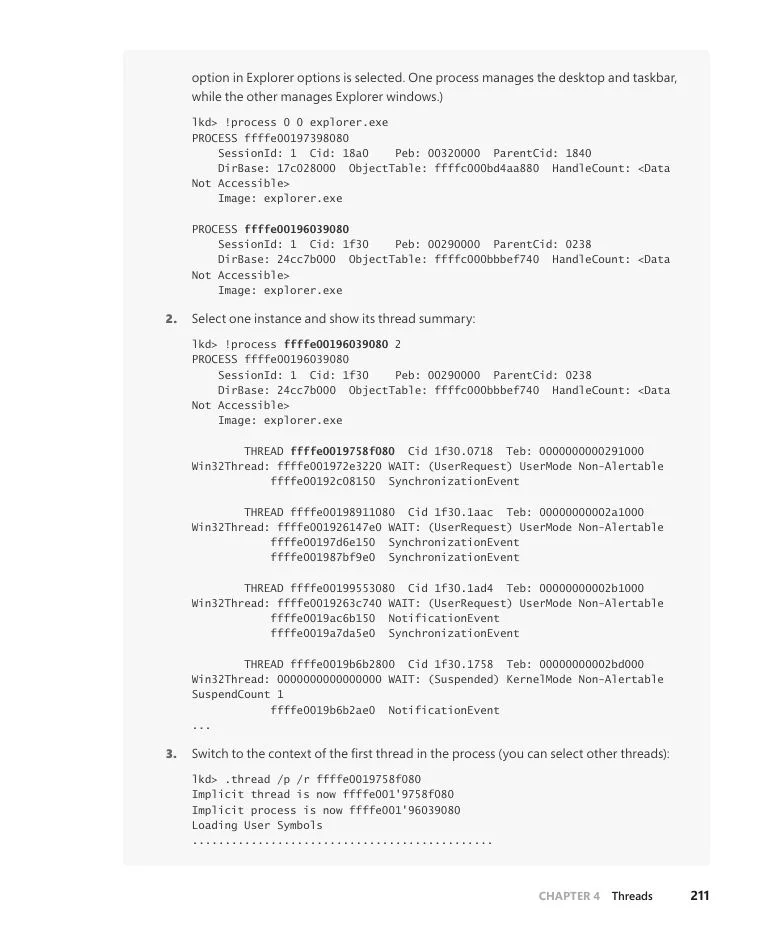 option in Explorer options is selected. One process manages the desktop and taskbar,
while the other manages Explorer windows.)
lkd> !process 0 0 explorer.exe
PROCESS ffffe00197398080
SessionId: 1 Cid: 18a0 Peb: 00320000 ParentCid: 1840
DirBase: 17c028000 ObjectTable: ffffc000bd4aa880 HandleCount: <Data
Not Accessible>
Image: explorer.exe
PROCESS ffffe00196039080
SessionId: 1 Cid: 1f30 Peb: 00290000 ParentCid: 0238
DirBase: 24cc7b000 ObjectTable: ffffc000bbbef740 HandleCount: <Data
Not Accessible>
Image: explorer.exe
2. Select one instance and show its thread summary:
lkd> !process ffffe00196039080 2
PROCESS ffffe00196039080
SessionId: 1 Cid: 1f30 Peb: 00290000 ParentCid: 0238
DirBase: 24cc7b000 ObjectTable: ffffc000bbbef740 HandleCount: <Data
Not Accessible>
Image: explorer.exe
THREAD ffffe0019758f080 Cid 1f30.0718 Teb: 0000000000291000
Win32Thread: ffffe001972e3220 WAIT: (UserRequest) UserMode Non-Alertable
ffffe00192c08150 SynchronizationEvent
THREAD ffffe00198911080 Cid 1f30.1aac Teb: 00000000002a1000
Win32Thread: ffffe001926147e0 WAIT: (UserRequest) UserMode Non-Alertable
ffffe00197d6e150 SynchronizationEvent
ffffe001987bf9e0 SynchronizationEvent
THREAD ffffe00199553080 Cid 1f30.1ad4 Teb: 00000000002b1000
Win32Thread: ffffe0019263c740 WAIT: (UserRequest) UserMode Non-Alertable
ffffe0019ac6b150 NotificationEvent
ffffe0019a7da5e0 SynchronizationEvent
THREAD ffffe0019b6b2800 Cid 1f30.1758 Teb: 00000000002bd000
Win32Thread: 0000000000000000 WAIT: (Suspended) KernelMode Non-Alertable
SuspendCount 1
ffffe0019b6b2ae0 NotificationEvent
...
3. Switch to the context of the first thread in the process (you can select other threads):
lkd> .thread /p /r ffffe0019758f080
Implicit thread is now ffffe001'9758f080
Implicit process is now ffffe001'96039080
Loading User Symbols
..............................................
CHAPTER 4 Threads 211